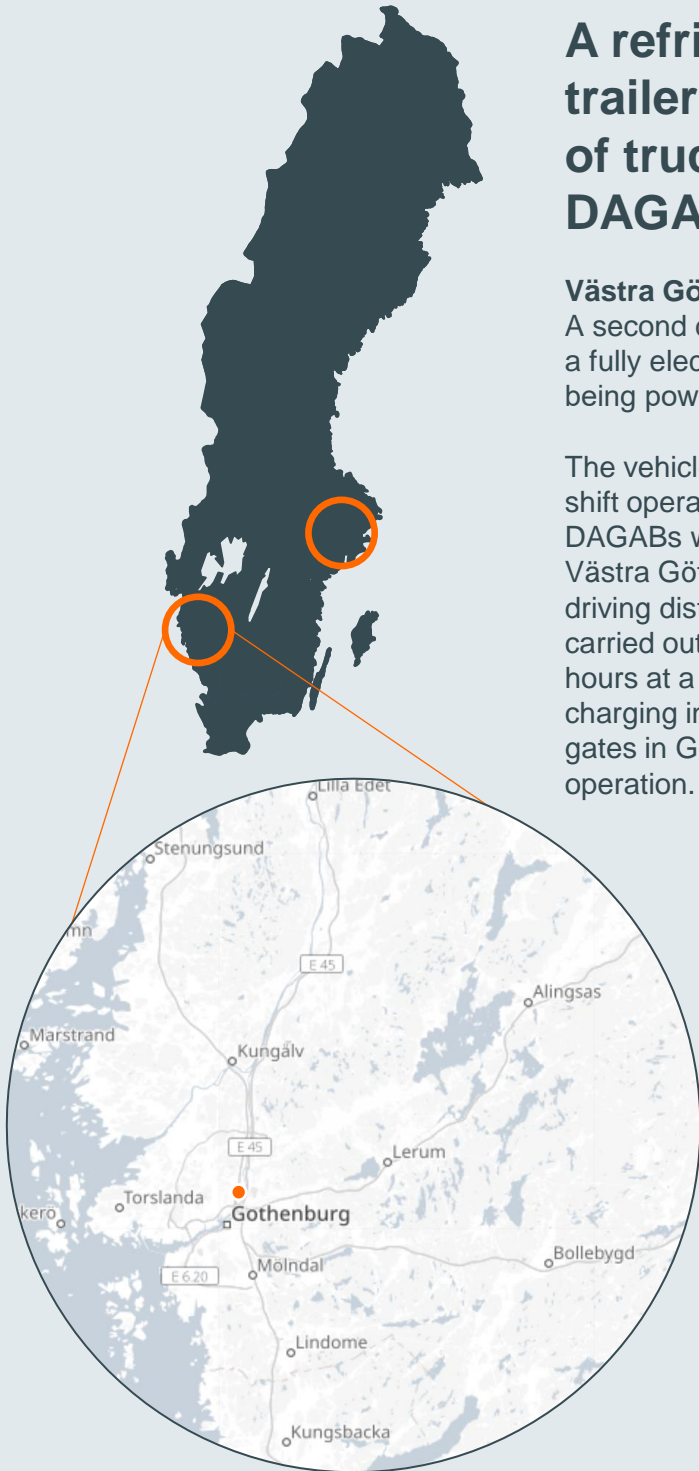 A refri
trailer
of truc
DAGA
Västra Gö
A second c
a fully elec
being pow
The vehicl
shift opera
DAGABs w
Västra Göt
driving dist
carried out
hours at a
charging in
gates in G
operation.
Lilla Edet
Stenungsund
mn
E 45
Alingsas
Marstrand
Kungälv
E 45
Lerum
Torslanda
kerö
Gothenburg
Bollebygd
E 6.20
Mölndal
Lindome
Kungsbacka